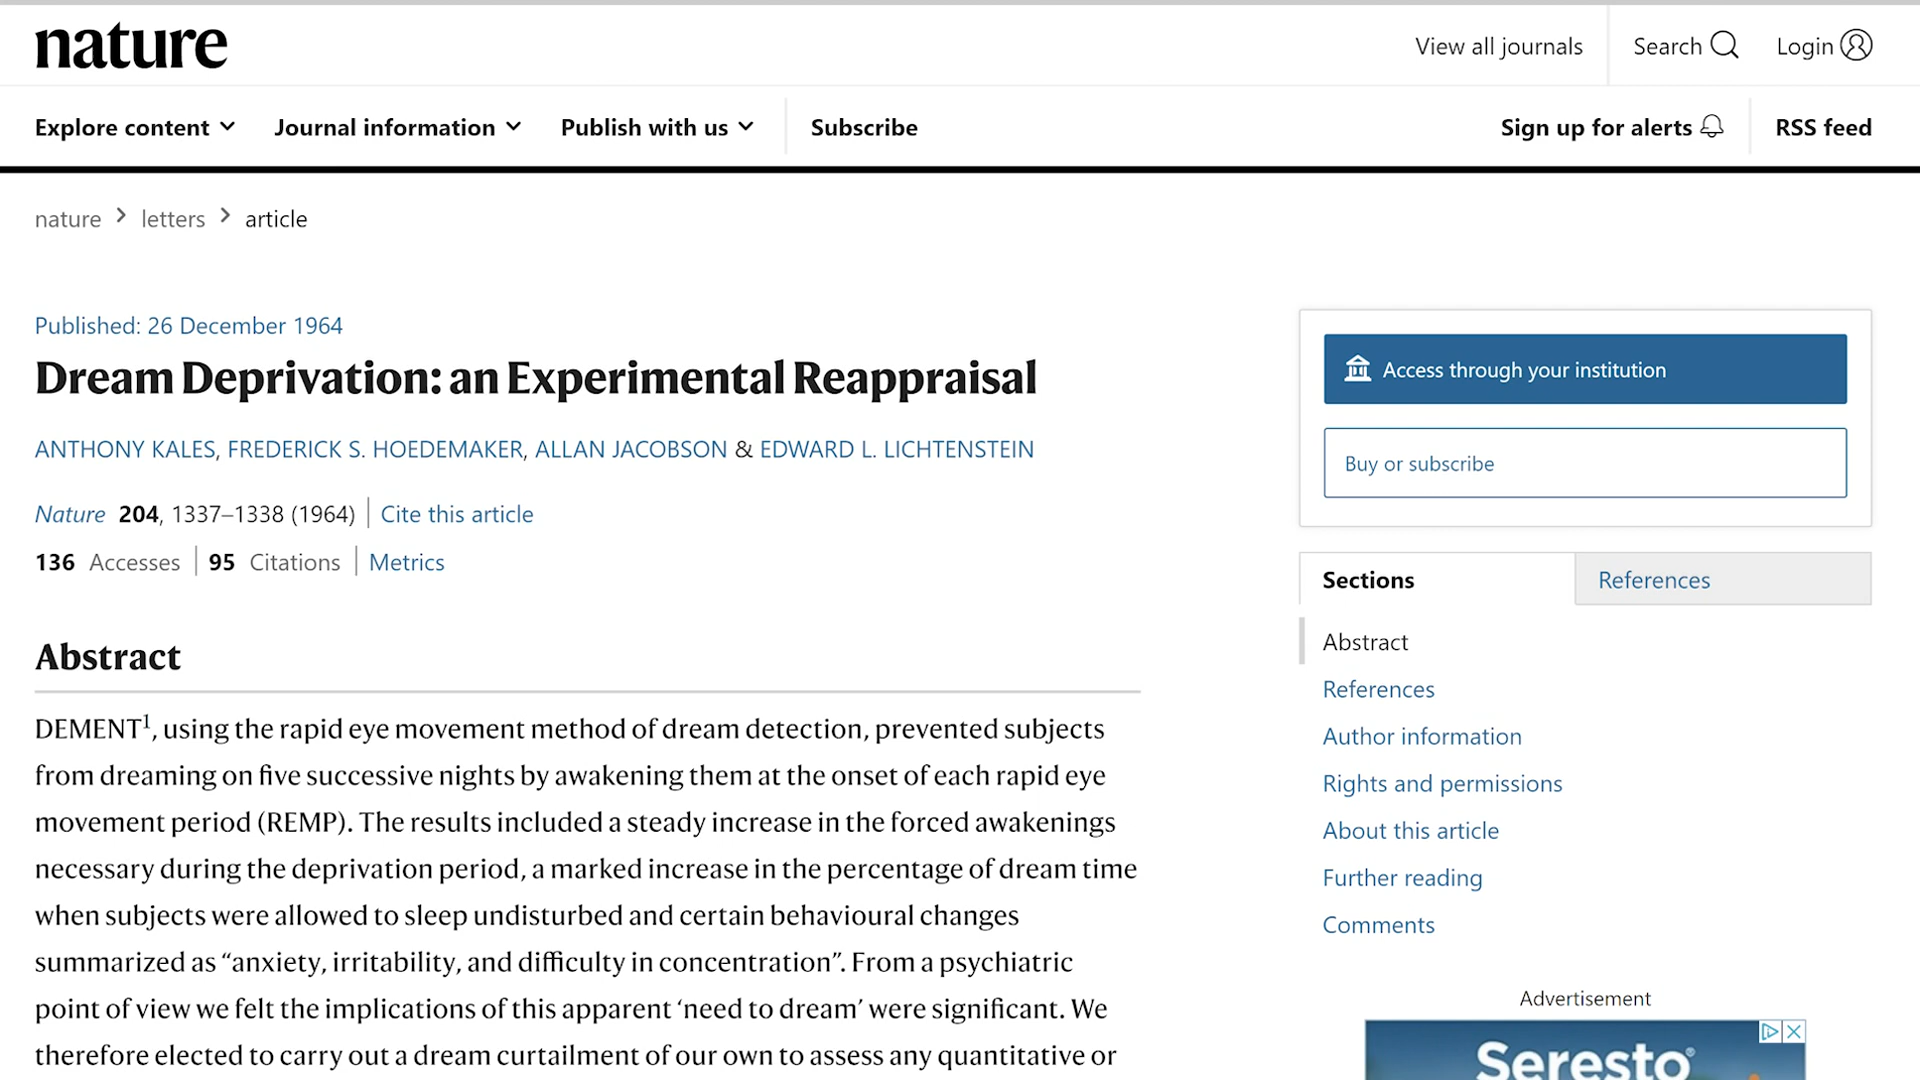 nature
View all journals
Search
Login
Explore content
Journal information
Publish with us
Subscribe
Sign up for alerts
RSS feed
nature > letters > article
Published: 26 December 1964
Dream Deprivation: an Experimental Reappraisal
ANTHONY KALES, FREDERICK S. HOEDEMAKER, ALLAN JACOBSON & EDWARD L. LICHTENSTEIN
Nature 204, 1337–1338 (1964) | Cite this article
136 Accesses | 95 Citations | Metrics
Abstract
DEMENT¹, using the rapid eye movement method of dream detection, prevented subjects
from dreaming on five successive nights by awakening them at the onset of each rapid eye
movement period (REMP). The results included a steady increase in the forced awakenings
necessary during the deprivation period, a marked increase in the percentage of dream time
when subjects were allowed to sleep undisturbed and certain behavioural changes
summarized as “anxiety, irritability, and difficulty in concentration”. From a psychiatric
point of view we felt the implications of this apparent ‘need to dream’ were significant. We
therefore elected to carry out a dream curtailment of our own to assess any quantitative or
Access through your institution
Buy or subscribe
Sections
References
Abstract
References
Author information
Rights and permissions
About this article
Further reading
Comments
Advertisement
Seresto®